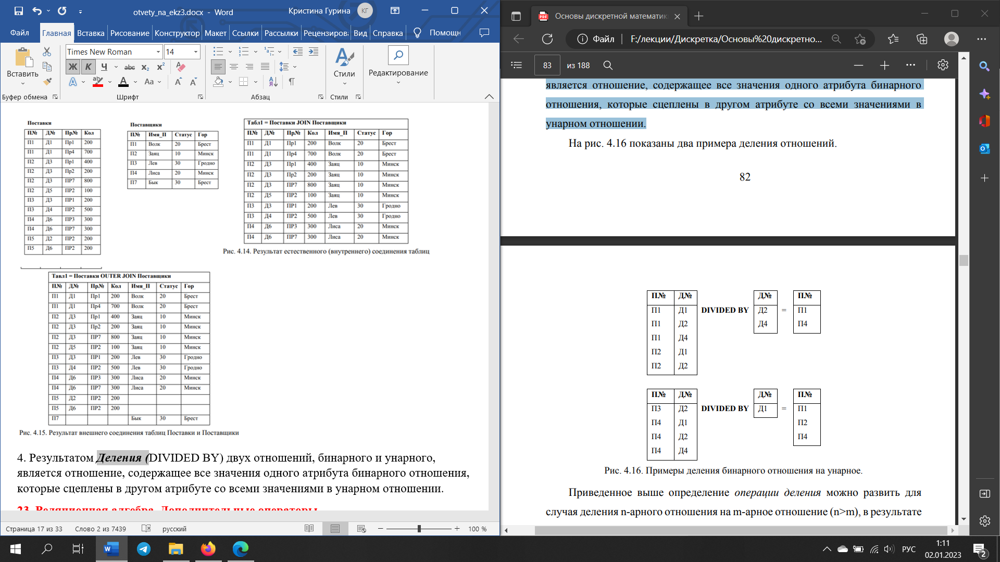 otvety_na_ekz3.docx - Word
Кристина Гурина
КГ
Файл Главная Вставка Рисование Конструктор Макет Ссылки Рассылки Рецензирова Вид Справка Помощн
Вставить
Times New Roman 14
Ж К Ч abc x₂ x²
Aa
Стили
Редактирование
Буфер обмена Шрифт Абзац Стили
Поставки
П№ Д№ Пр№ Кол
П1 Д1 Пр1 200
П1 Д1 Пр4 700
П2 Д3 Пр1 400
П2 Д3 Пр2 200
П2 Д3 ПР7 800
П2 Д5 ПР2 100
П3 Д3 ПР1 200
П3 Д4 ПР2 500
П4 Д6 ПР3 300
П4 Д6 ПР7 300
П5 Д2 ПР2 200
П5 Д6 ПР2 200
Поставщики
П№ Имя_П Статус Гор
П1 Волк 20 Брест
П2 Заяц 10 Минск
П3 Лев 30 Гродно
П4 Лиса 20 Минск
П7 Бык 30 Брест
Табл1 = Поставки JOIN Поставщики
П№ Д№ Пр№ Кол Имя_П Статус Гор
П1 Д1 Пр1 200 Волк 20 Брест
П1 Д1 Пр4 700 Волк 20 Брест
П2 Д3 Пр1 400 Заяц 10 Минск
П2 Д3 Пр2 200 Заяц 10 Минск
П2 Д3 ПР7 800 Заяц 10 Минск
П2 Д5 ПР2 100 Заяц 10 Минск
П3 Д3 ПР1 200 Лев 30 Гродно
П3 Д4 ПР2 500 Лев 30 Гродно
П4 Д6 ПР3 300 Лиса 20 Минск
П4 Д6 ПР7 300 Лиса 20 Минск
Рис. 4.14. Результат естественного (внутреннего) соединения таблиц
Тавл1 = Поставки OUTER JOIN Поставщики
П№ Д№ Пр№ Кол Имя_П Статус Гор
П1 Д1 Пр1 200 Волк 20 Брест
П1 Д1 Пр4 700 Волк 20 Брест
П2 Д3 Пр1 400 Заяц 10 Минск
П2 Д3 Пр2 200 Заяц 10 Минск
П2 Д3 ПР7 800 Заяц 10 Минск
П2 Д5 ПР2 100 Заяц 10 Минск
П3 Д3 ПР1 200 Лев 30 Гродно
П3 Д4 ПР2 500 Лев 30 Гродно
П4 Д6 ПР3 300 Лиса 20 Минск
П4 Д6 ПР7 300 Лиса 20 Минск
П5 Д2 ПР2 200
П5 Д6 ПР2 200
П7 Бык 30 Брест
Рис. 4.15. Результат внешнего соединения таблиц Поставки и Поставщики
4. Результатом Деления (DIVIDED BY) двух отношений, бинарного и унарного,
является отношение, содержащее все значения одного атрибута бинарного отношения,
которые сцеплены в другом атрибуте со всеми значениями в унарном отношении.
23. Реляционная алгебра. Дополнительные операторы
Страница 17 из 33 Слово 2 из 7439 русский 100 %
Основы дискретной математик
Файл F:/лекции/Дискретка/Основы%20дискретно...
83 из 188
является отношение, содержащее все значения одного атрибута бинарного
отношения, которые сцеплены в другом атрибуте со всеми значениями в
унарном отношении.
На рис. 4.16 показаны два примера деления отношений.
82
П№ Д№ Д№ П№
П1 Д1 DIVIDED BY Д2 = П1
П1 Д2 Д4 П4
П1 Д4
П2 Д1
П2 Д2
П№ Д№ Д№ П№
П3 Д2 DIVIDED BY Д1 = П1
П4 Д1 П2
П4 Д2 П4
П4 Д4
Рис. 4.16. Примеры деления бинарного отношения на унарное.
Приведенное выше определение операции деления можно развить для
случая деления n-арного отношения на m-арное отношение (n>m), в результате
РУС
1:11
02.01.2023
2